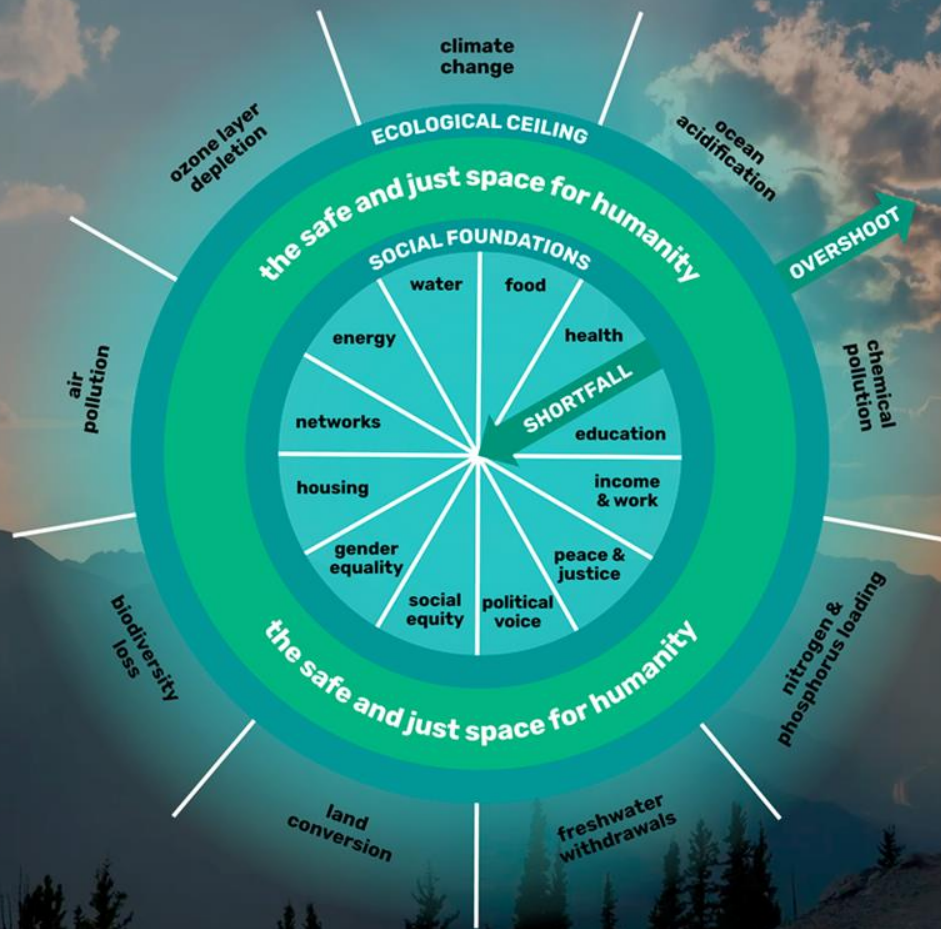 climate
change
ozone layer
depletion
ocean
acidification
ECOLOGICAL CEILING
the safe and just space for humanity
OVERSHOOT
SOCIAL FOUNDATIONS
water
food
energy
health
SHORTFALL
air
pollution
chemical
pollution
networks
education
housing
income
& work
gender
equality
peace &
justice
social
equity
political
voice
biodiversity
loss
nitrogen &
phosphorus loading
the safe and just space for humanity
land
conversion
freshwater
withdrawals